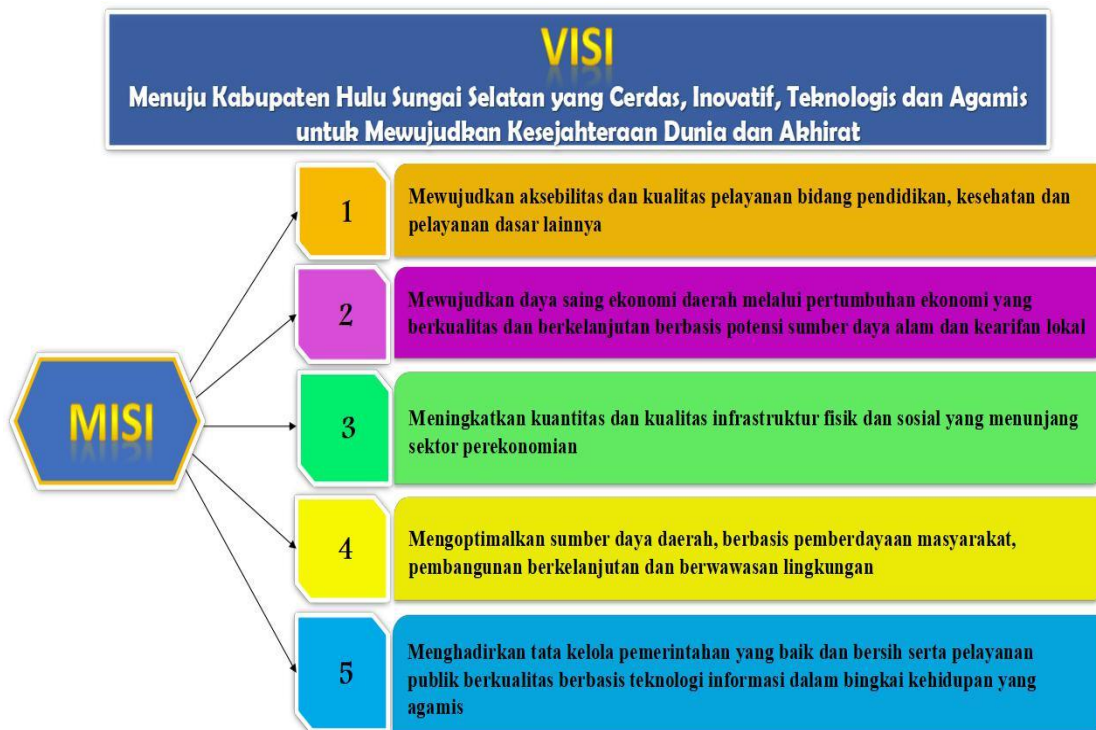 VISI
Menuju Kabupaten Hulu Sungai Selatan yang Cerdas, Inovatif, Teknologis dan Agamis
untuk Mewujudkan Kesejahteraan Dunia dan Akhirat
MISI
1
Mewujudkan aksebilitas dan kualitas pelayanan bidang pendidikan, kesehatan dan
pelayanan dasar lainnya
2
Mewujudkan daya saing ekonomi daerah melalui pertumbuhan ekonomi yang
berkualitas dan berkelanjutan berbasis potensi sumber daya alam dan kearifan lokal
3
Meningkatkan kuantitas dan kualitas infrastruktur fisik dan sosial yang menunjang
sektor perekonomian
4
Mengoptimalkan sumber daya daerah, berbasis pemberdayaan masyarakat,
pembangunan berkelanjutan dan berwawasan lingkungan
5
Menghadirkan tata kelola pemerintahan yang baik dan bersih serta pelayanan
publik berkualitas berbasis teknologi informasi dalam bingkai kehidupan yang
agamis